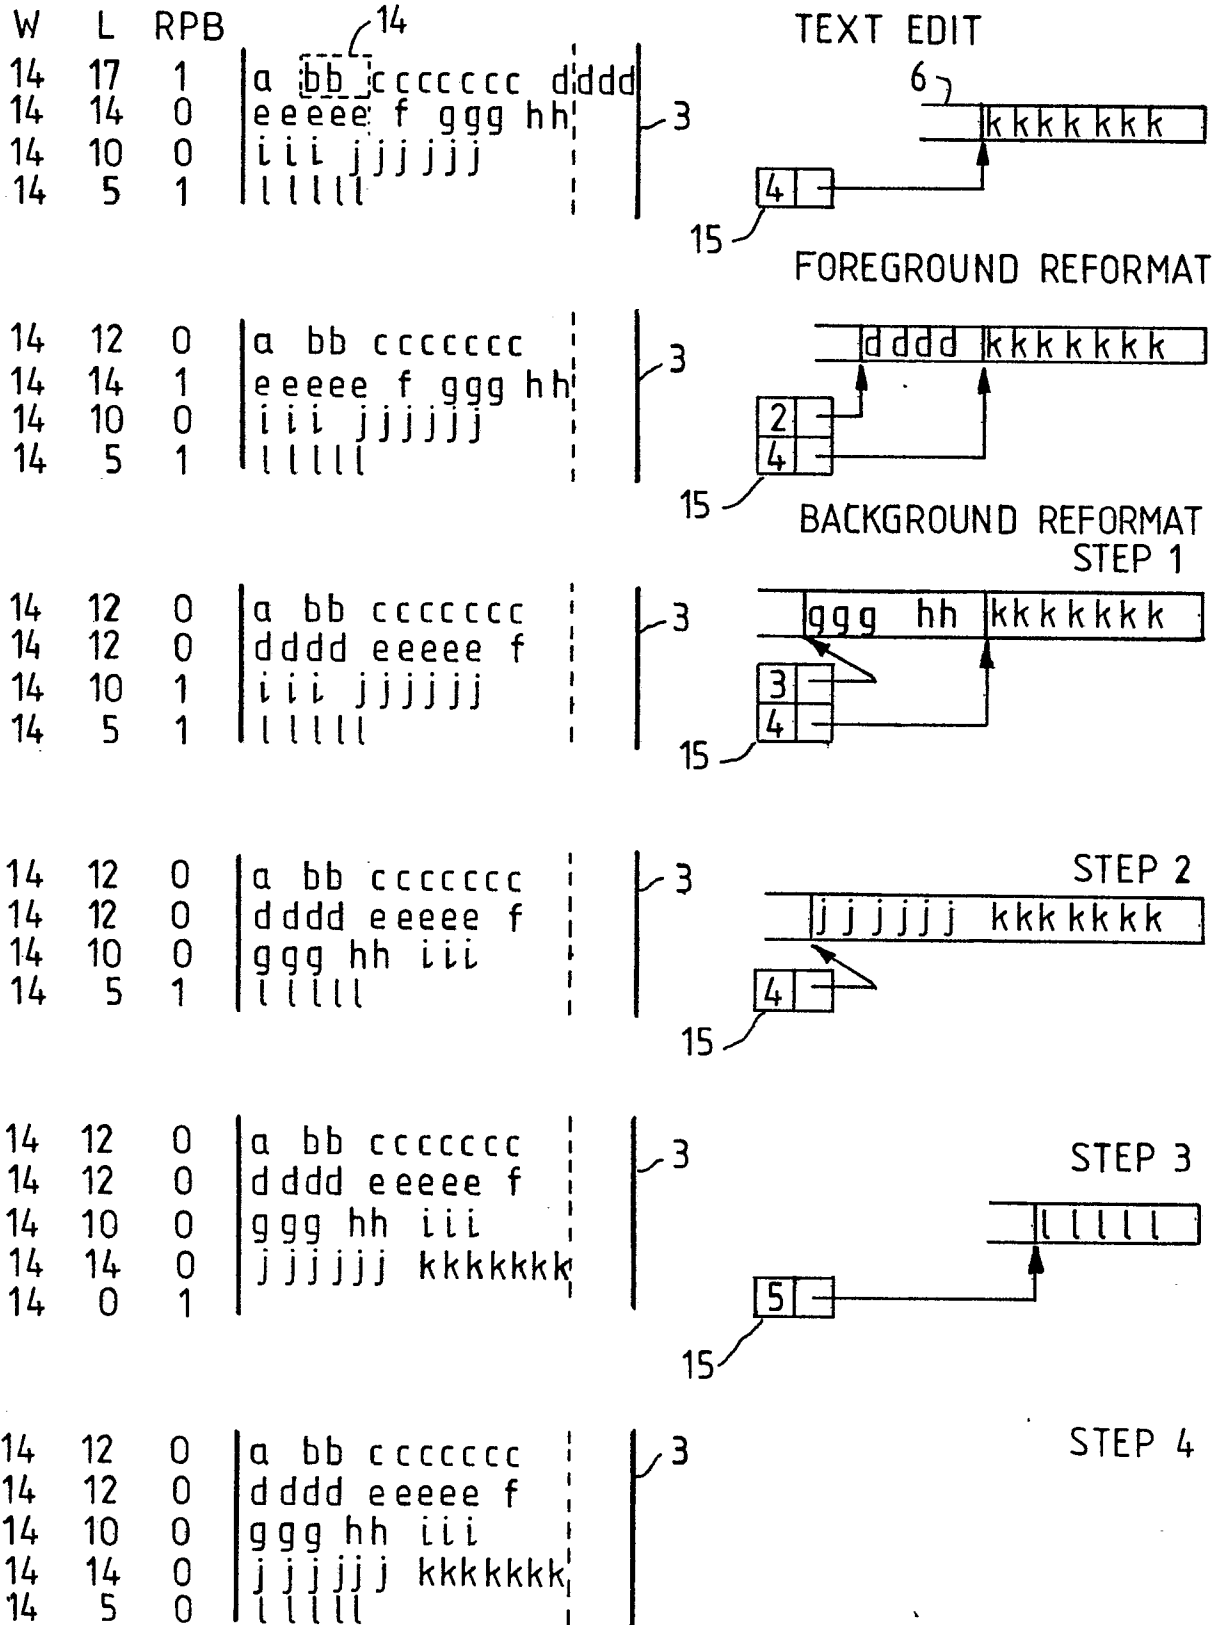 W L RPB 14 TEXT EDIT
14 17 1 a bb ccccccc dddd 6
14 14 0 eeeee f ggg hh 3 kkkkkkk
14 10 0 iii jjjjjj
14 5 1 lllll 4
15
FOREGROUND REFORMAT
14 12 0 a bb ccccccc 3 dddd kkkkkkk
14 14 1 eeeee f ggg hh
14 10 0 iii jjjjjj 2
14 5 1 lllll 4
15
BACKGROUND REFORMAT
STEP 1
14 12 0 a bb ccccccc 3 ggg hh kkkkkkk
14 12 0 dddd eeeee f
14 10 1 iii jjjjjj 3
14 5 1 lllll 4
15
14 12 0 a bb ccccccc 3 STEP 2
14 12 0 dddd eeeee f jjjjjj kkkkkkk
14 10 0 ggg hh iii
14 5 1 lllll 4
15
14 12 0 a bb ccccccc 3 STEP 3
14 12 0 dddd eeeee f
14 10 0 ggg hh iii lllll
14 14 0 jjjjjj kkkkkkk
14 0 1 5
15
14 12 0 a bb ccccccc 3 STEP 4
14 12 0 dddd eeeee f
14 10 0 ggg hh iii
14 14 0 jjjjjj kkkkkkk
14 5 0 lllll